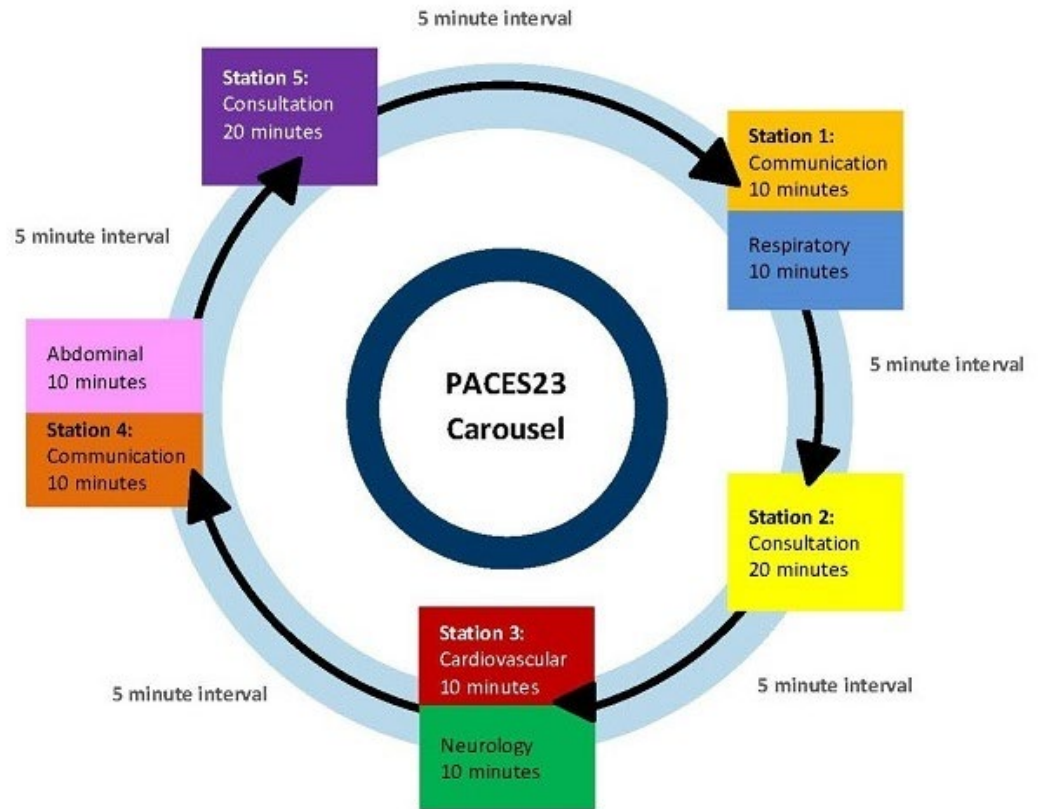 5 minute interval
Station 5:
Consultation
20 minutes
Station 1:
Communication
10 minutes
Respiratory
10 minutes
5 minute interval
Abdominal
10 minutes
Station 4:
Communication
10 minutes
PACES23
Carousel
5 minute interval
Station 2:
Consultation
20 minutes
Station 3:
Cardiovascular
10 minutes
Neurology
10 minutes
5 minute interval
5 minute interval